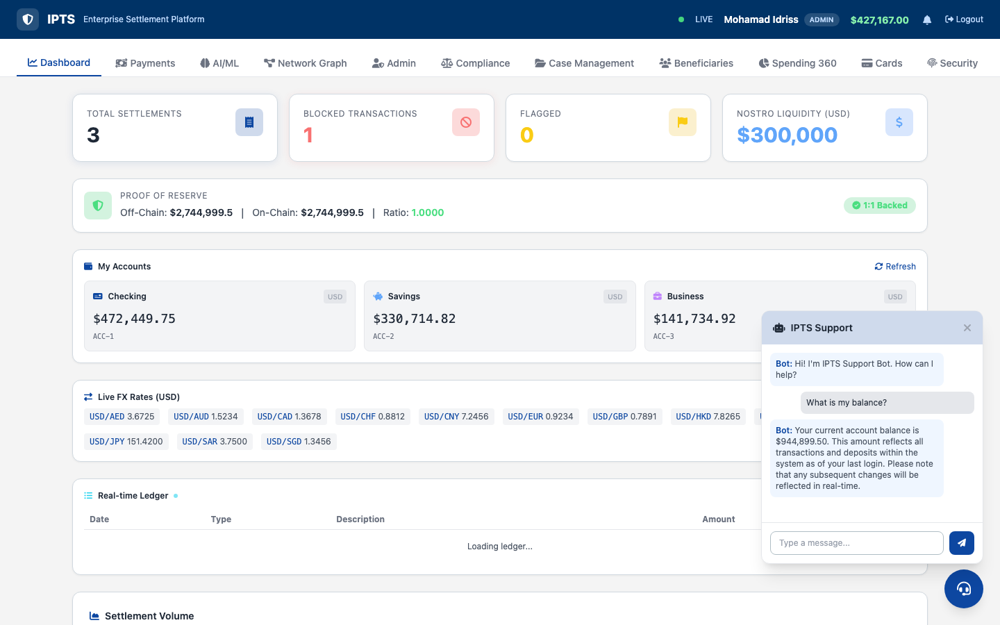 IPTS Enterprise Settlement Platform
LIVE Mohamad Idriss ADMIN $427,167.00 Logout
Dashboard Payments AI/ML Network Graph Admin Compliance Case Management Beneficiaries Spending 360 Cards Security
TOTAL SETTLEMENTS
3
BLOCKED TRANSACTIONS
1
FLAGGED
0
NOSTRO LIQUIDITY (USD)
$300,000
PROOF OF RESERVE
Off-Chain: $2,744,999.5 | On-Chain: $2,744,999.5 | Ratio: 1.0000
1:1 Backed
My Accounts
Refresh
Checking USD
$472,449.75
ACC-1
Savings USD
$330,714.82
ACC-2
Business USD
$141,734.92
ACC-3
Live FX Rates (USD)
USD/AED 3.6725 USD/AUD 1.5234 USD/CAD 1.3678 USD/CHF 0.8812 USD/CNY 7.2456 USD/EUR 0.9234 USD/GBP 0.7891 USD/HKD 7.8265
USD/JPY 151.4200 USD/SAR 3.7500 USD/SGD 1.3456
Real-time Ledger
Date Type Description Amount
Loading ledger...
Settlement Volume
IPTS Support
Bot: Hi! I'm IPTS Support Bot. How can I
help?
What is my balance?
Bot: Your current account balance is
$944,899.50. This amount reflects all
transactions and deposits within the
system as of your last login. Please note
that any subsequent changes will be
reflected in real-time.
Type a message...